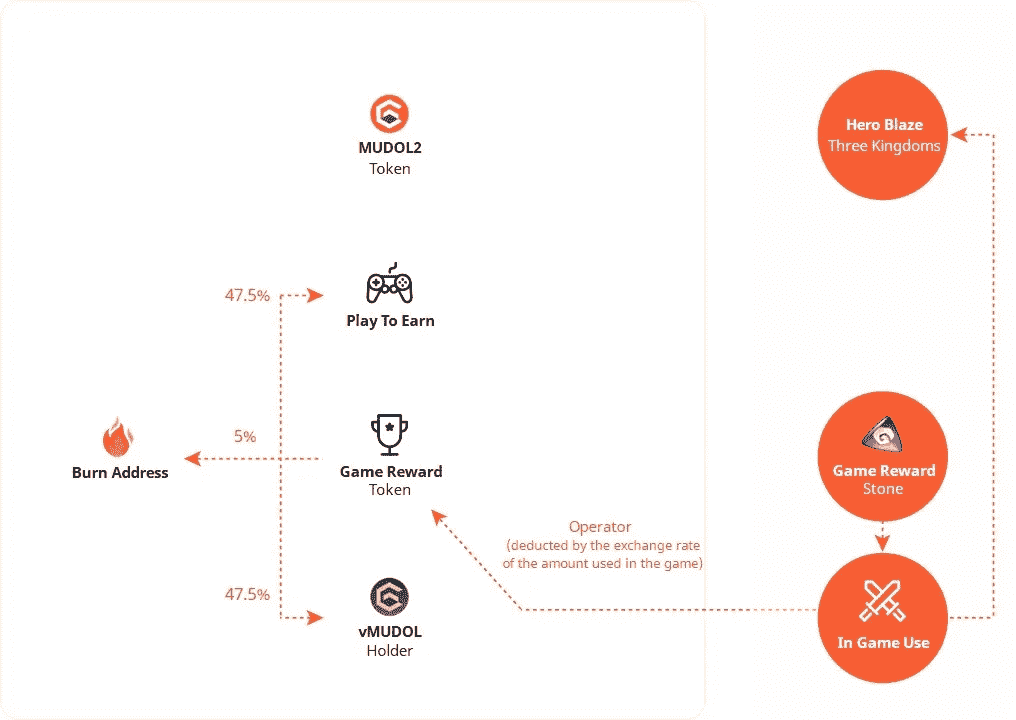 MUDOL2
Token
Hero Blaze
Three Kingdoms
47.5%
Play To Earn
5%
Burn Address
Game Reward
Token
Game Reward
Stone
Operator
(deducted by the exchange rate
of the amount used in the game)
47.5%
vMUDOL
Holder
In Game Use